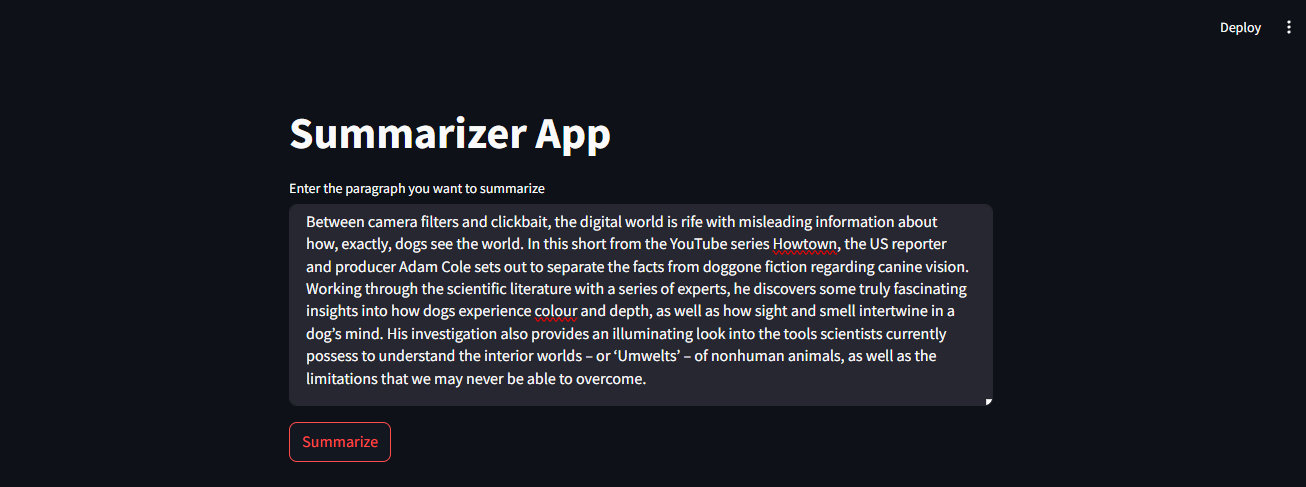 Deploy
Summarizer App
Enter the paragraph you want to summarize
Between camera filters and clickbait, the digital world is rife with misleading information about
how, exactly, dogs see the world. In this short from the YouTube series Howtown, the US reporter
and producer Adam Cole sets out to separate the facts from doggone fiction regarding canine vision.
Working through the scientific literature with a series of experts, he discovers some truly fascinating
insights into how dogs experience colour and depth, as well as how sight and smell intertwine in a
dog’s mind. His investigation also provides an illuminating look into the tools scientists currently
possess to understand the interior worlds – or ‘Umwelts’ – of nonhuman animals, as well as the
limitations that we may never be able to overcome.
Summarize